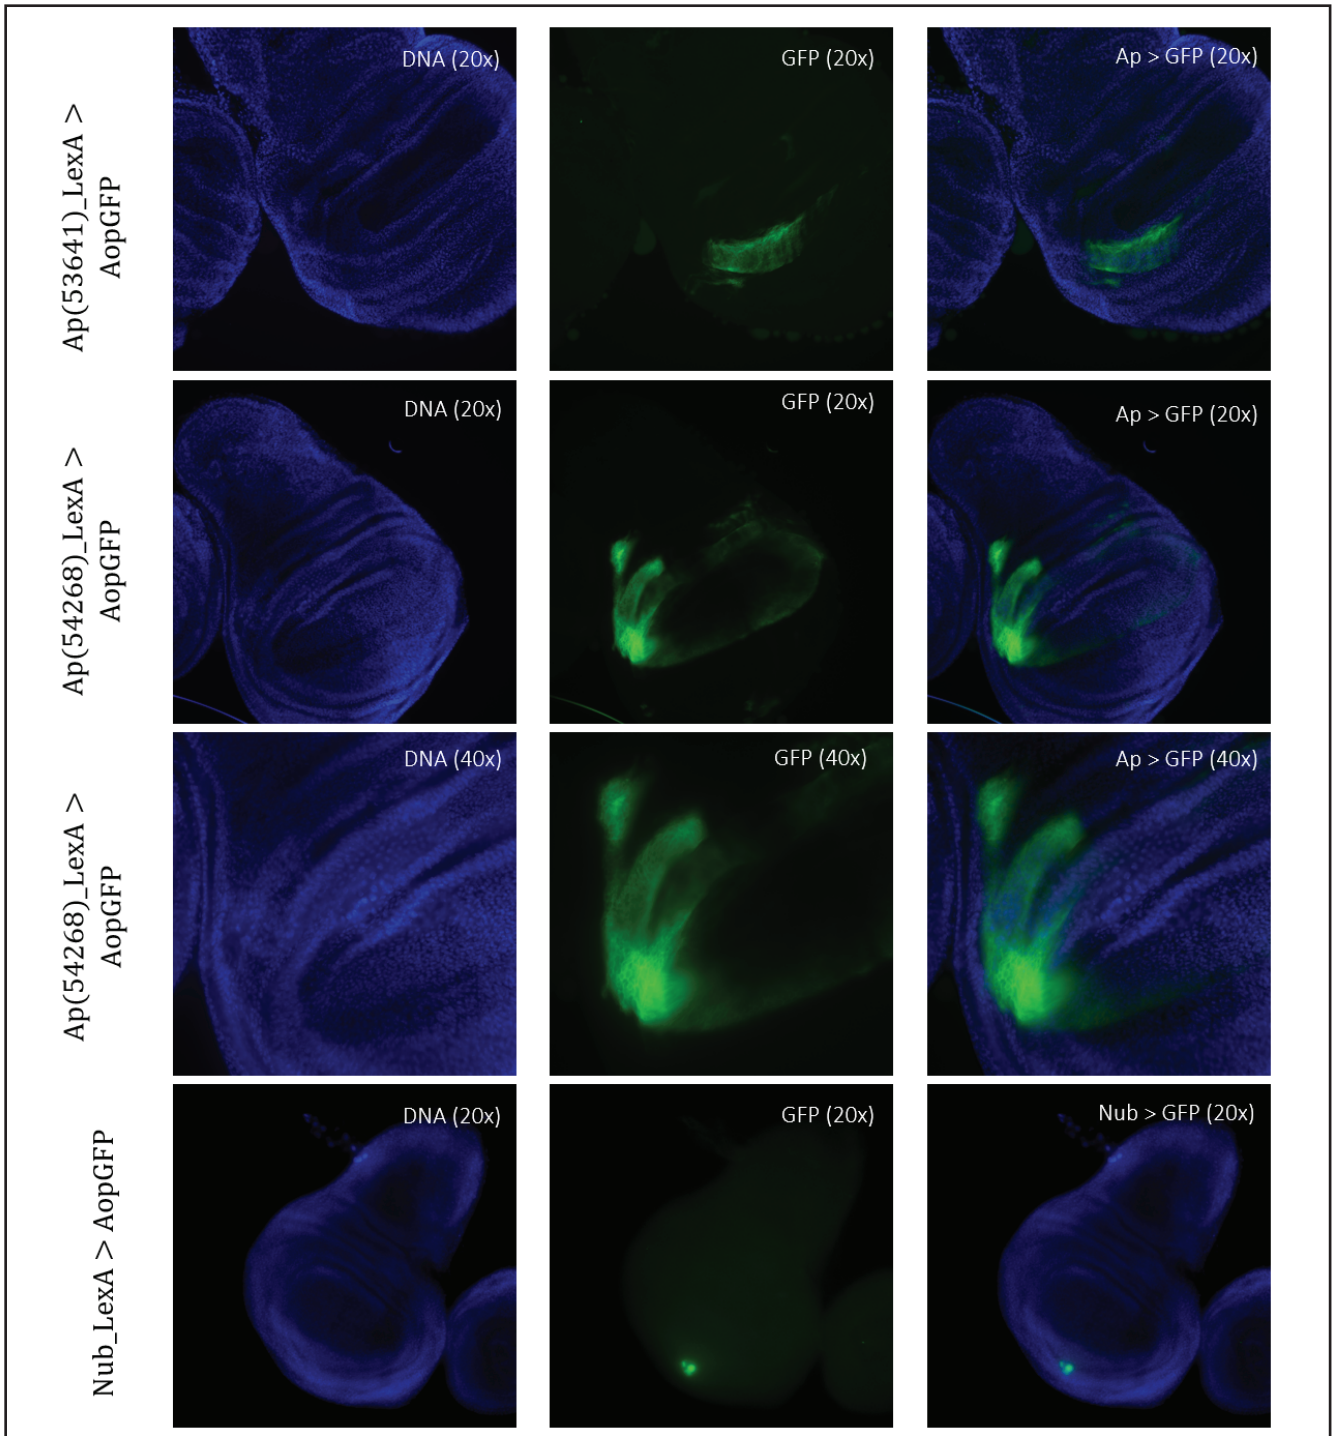 Ap(53641)_LexA >
AopGFP
DNA (20x)
GFP (20x)
Ap > GFP (20x)
Ap(54268)_LexA >
AopGFP
DNA (20x)
GFP (20x)
Ap > GFP (20x)
Ap(54268)_LexA >
AopGFP
DNA (40x)
GFP (40x)
Ap > GFP (40x)
Nub_LexA > AopGFP
DNA (20x)
GFP (20x)
Nub > GFP (20x)